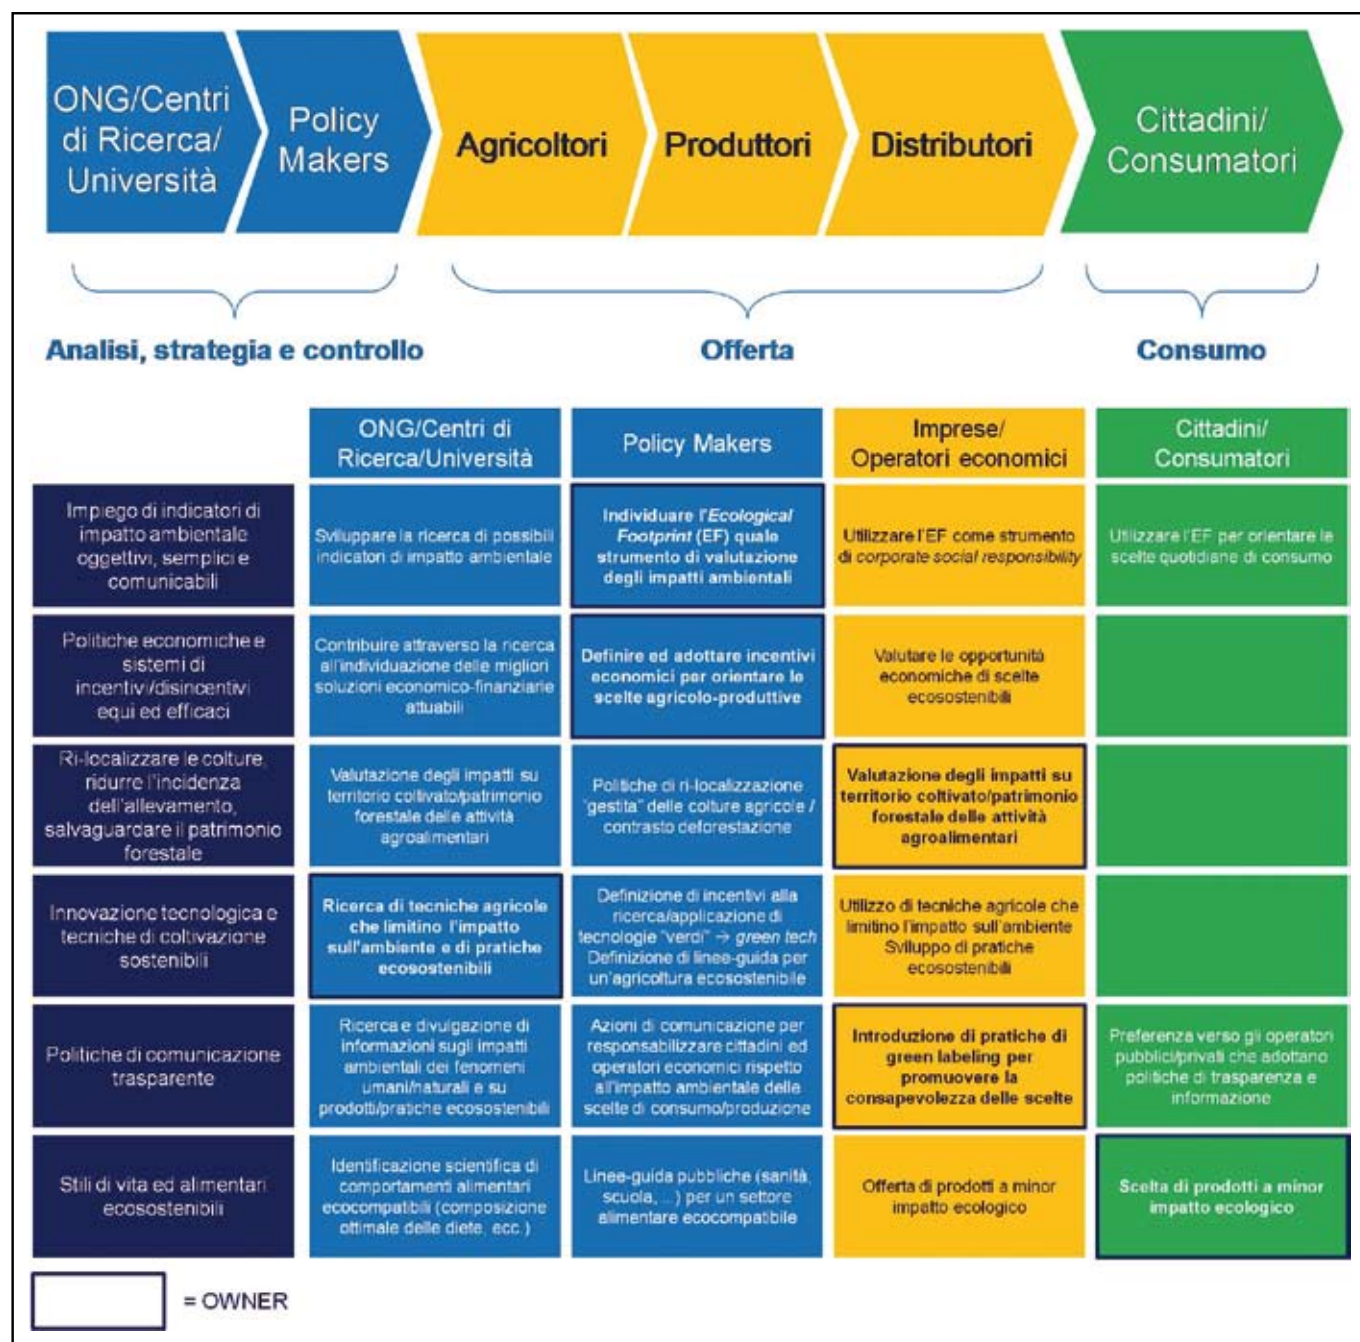 ONG/Centri
di Ricerca/
Università
Policy
Makers
Agricoltori
Produttori
Distributori
Cittadini/
Consumatori
Analisi, strategia e controllo
Offerta
Consumo
ONG/Centri di
Ricerca/Università
Policy Makers
Imprese/
Operatori economici
Cittadini/
Consumatori
Impiego di indicatori di
impatto ambientale
oggettivi, semplici e
comunicabili
Sviluppare la ricerca di possibili
indicatori di impatto ambientale
Individuare l'Ecological
Footprint (EF) quale
strumento di valutazione
degli impatti ambientali
Utilizzare l'EF come strumento
di corporate social responsibility
Utilizzare l'EF per orientare le
scelte quotidiane di consumo
Politiche economiche e
sistemi di
incentivi/disincentivi
equi ed efficaci
Contribuire attraverso la ricerca
all'individuazione delle migliori
soluzioni economico-finanziarie
attuabili
Definire ed adottare incentivi
economici per orientare le
scelte agricolo-produttive
Valutare le opportunità
economiche di scelte
ecosostenibili
Ri-localizzare le colture,
ridurre l'incidenza
dell'allevamento,
salvaguardare il patrimonio
forestale
Valutazione degli impatti su
territorio coltivato/patrimonio
forestale delle attività
agroalimentari
Politiche di ri-localizzazione
"gestita" delle colture agricole /
contrasto deforestazione
Valutazione degli impatti su
territorio coltivato/patrimonio
forestale delle attività
agroalimentari
Innovazione tecnologica e
tecniche di coltivazione
sostenibili
Ricerca di tecniche agricole
che limitino l'impatto
sull'ambiente e di pratiche
ecosostenibili
Definizione di incentivi alla
ricerca/applicazione di
tecnologie "verdi" → green tech
Definizione di linee-guida per
un'agricoltura ecosostenibile
Utilizzo di tecniche agricole che
limitino l'impatto sull'ambiente
Sviluppo di pratiche
ecosostenibili
Politiche di comunicazione
trasparente
Ricerca e divulgazione di
informazioni sugli impatti
ambientali dei fenomeni
umani/naturali e su
prodotti/pratiche ecosostenibili
Azioni di comunicazione per
responsabilizzare cittadini ed
operatori economici rispetto
all'impatto ambientale delle
scelte di consumo/produzione
Introduzione di pratiche di
green labeling per
promuovere la
consapevolezza delle scelte
Preferenza verso gli operatori
pubblici/privati che adottano
politiche di trasparenza e
informazione
Stili di vita ed alimentari
ecosostenibili
Identificazione scientifica di
comportamenti alimentari
ecocompatibili (composizione
ottimale delle diete, ecc.)
Linee-guida pubbliche (sanità,
scuola, ...) per un settore
alimentare ecocompatibile
Offerta di prodotti a minor
impatto ecologico
Scelta di prodotti a minor
impatto ecologico
= OWNER